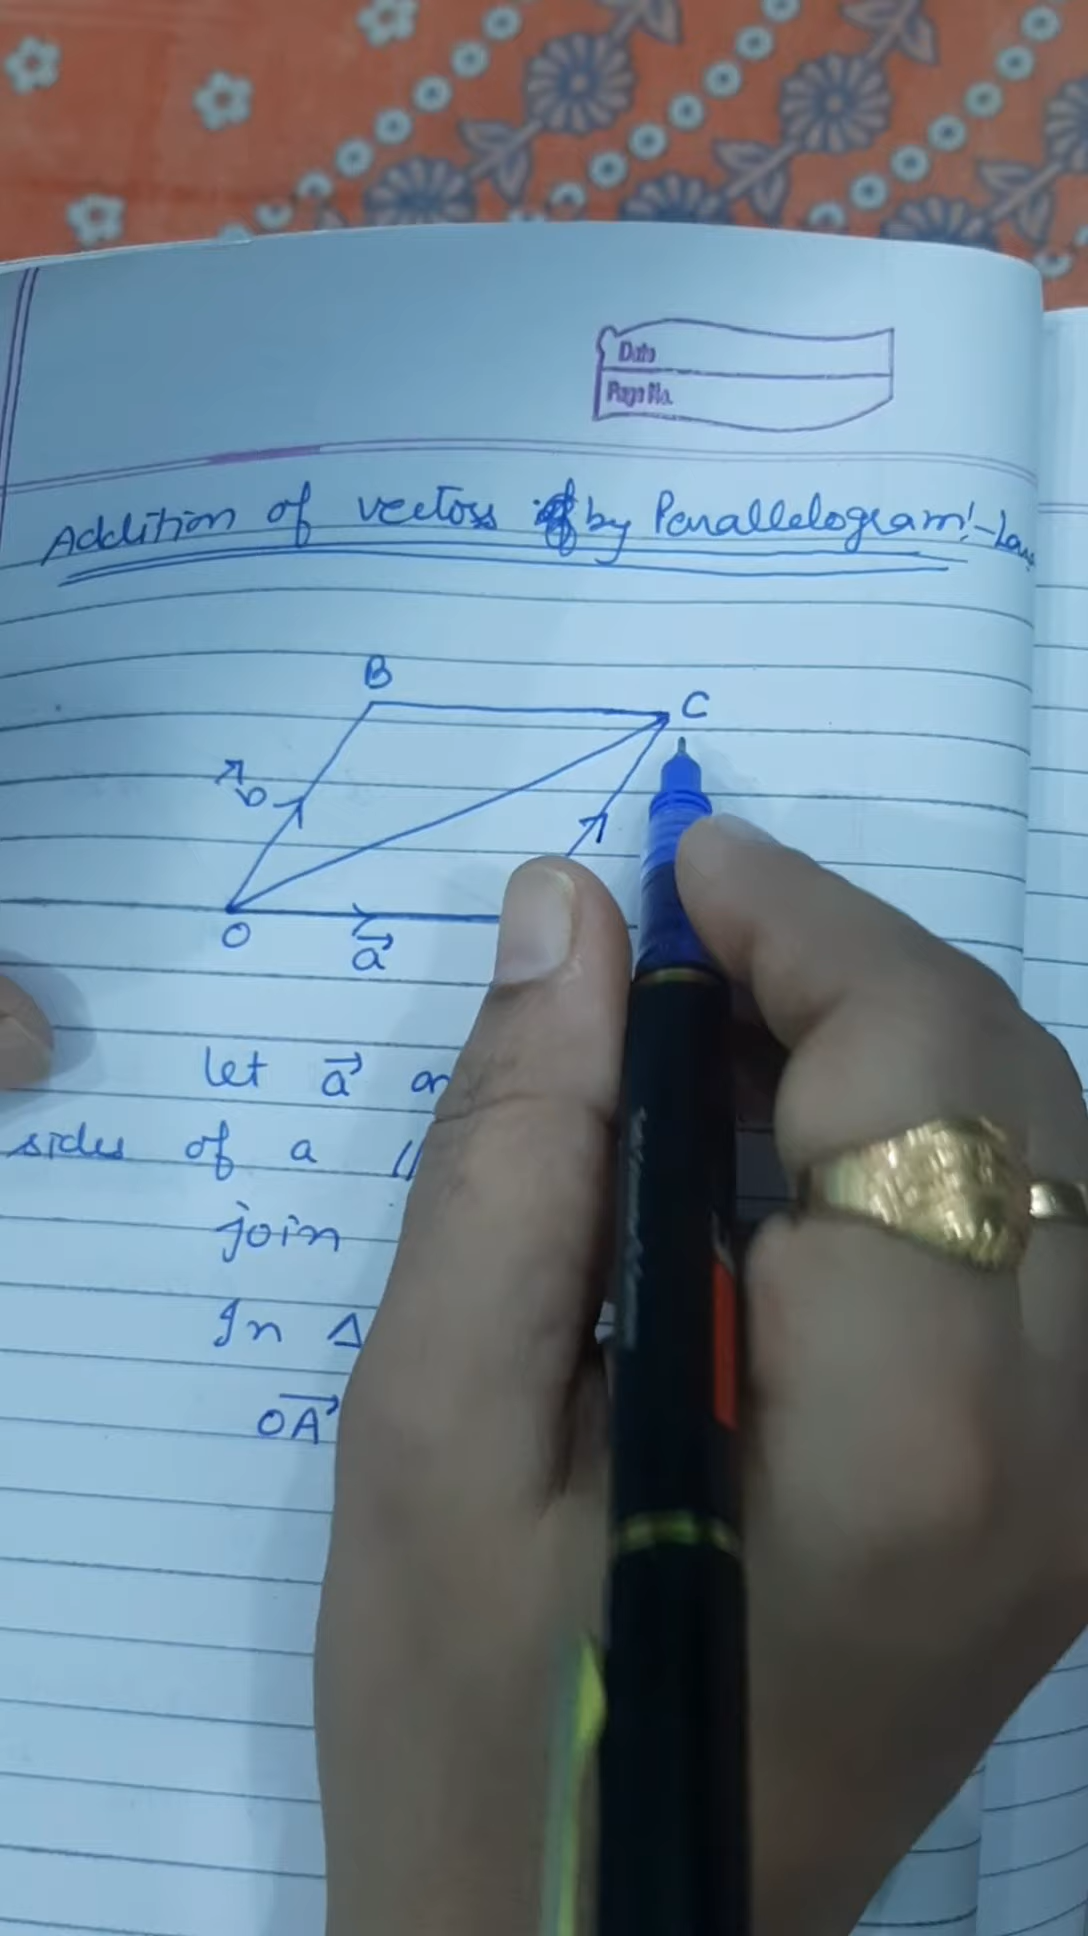 Date
Page No.
Addition of vectors by Parallelogram:-Law
B
C
b
O
a
let a
sides of a //
join
In Δ
OA